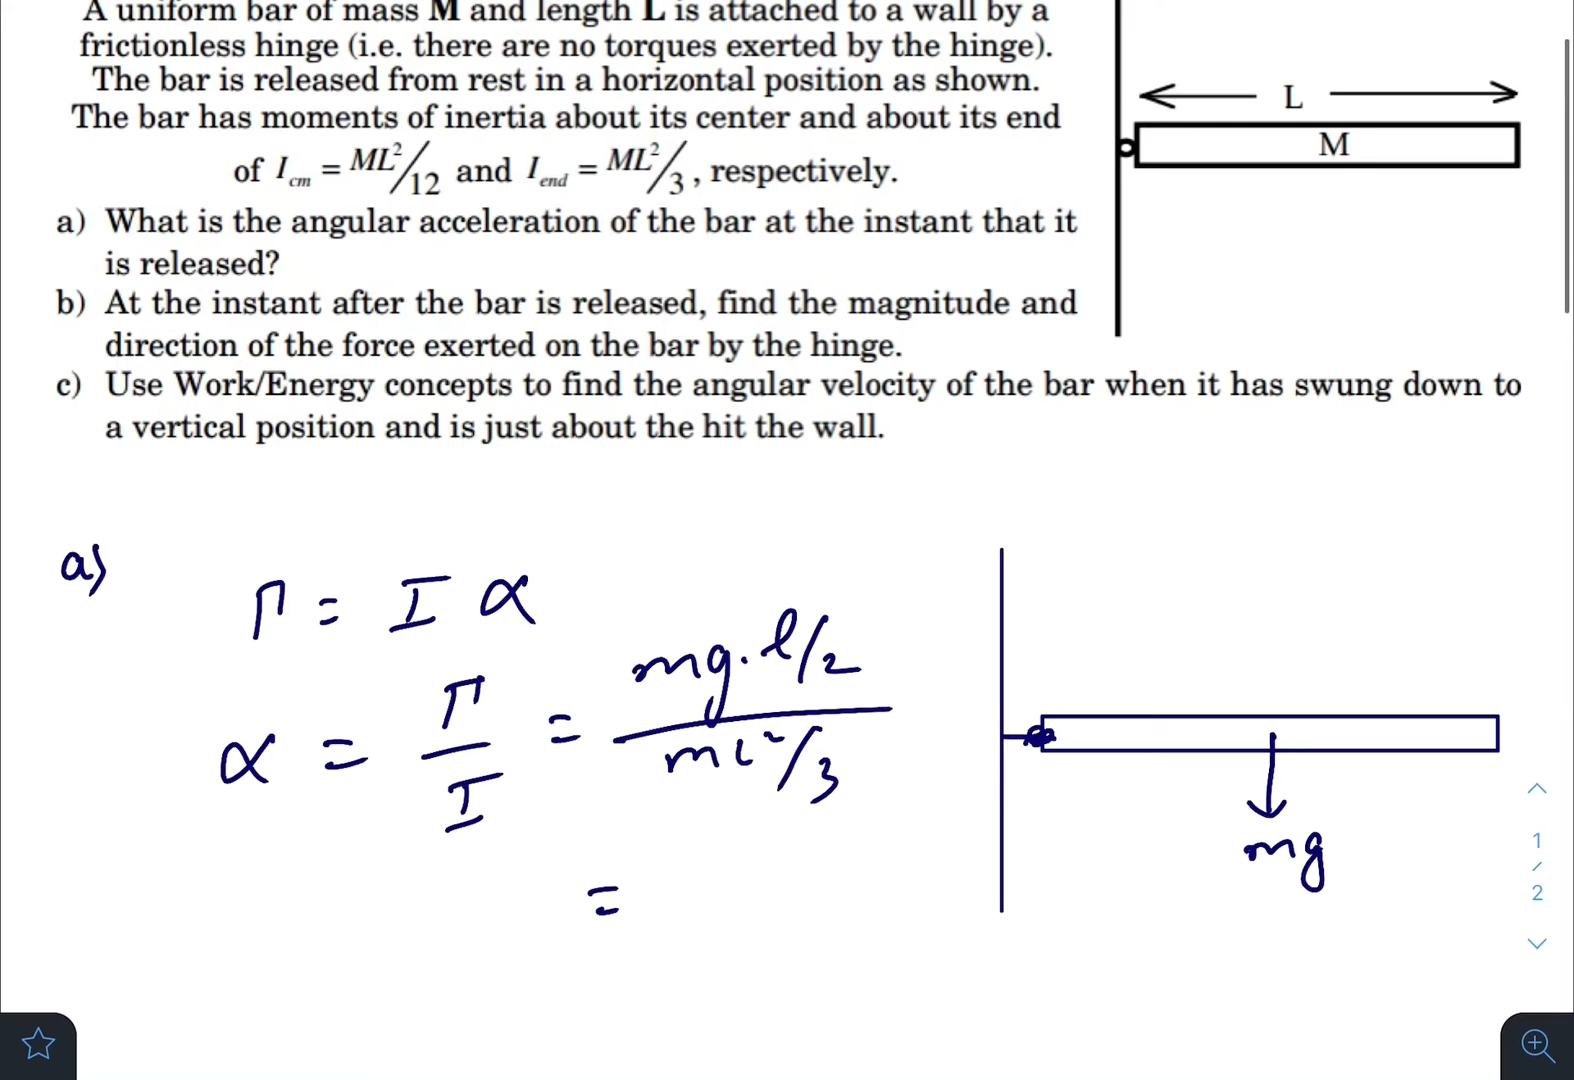 A uniform bar of mass M and length L is attached to a wall by a
frictionless hinge (i.e. there are no torques exerted by the hinge).
The bar is released from rest in a horizontal position as shown.
The bar has moments of inertia about its center and about its end
of I_cm = ML²/12 and I_end = ML²/3, respectively.
a) What is the angular acceleration of the bar at the instant that it
is released?
b) At the instant after the bar is released, find the magnitude and
direction of the force exerted on the bar by the hinge.
c) Use Work/Energy concepts to find the angular velocity of the bar when it has swung down to
a vertical position and is just about the hit the wall.
L
M
a)
Γ = I α
α = Γ/I = (mg. l/2)/(mL²/3)
=
mg
1
/
2